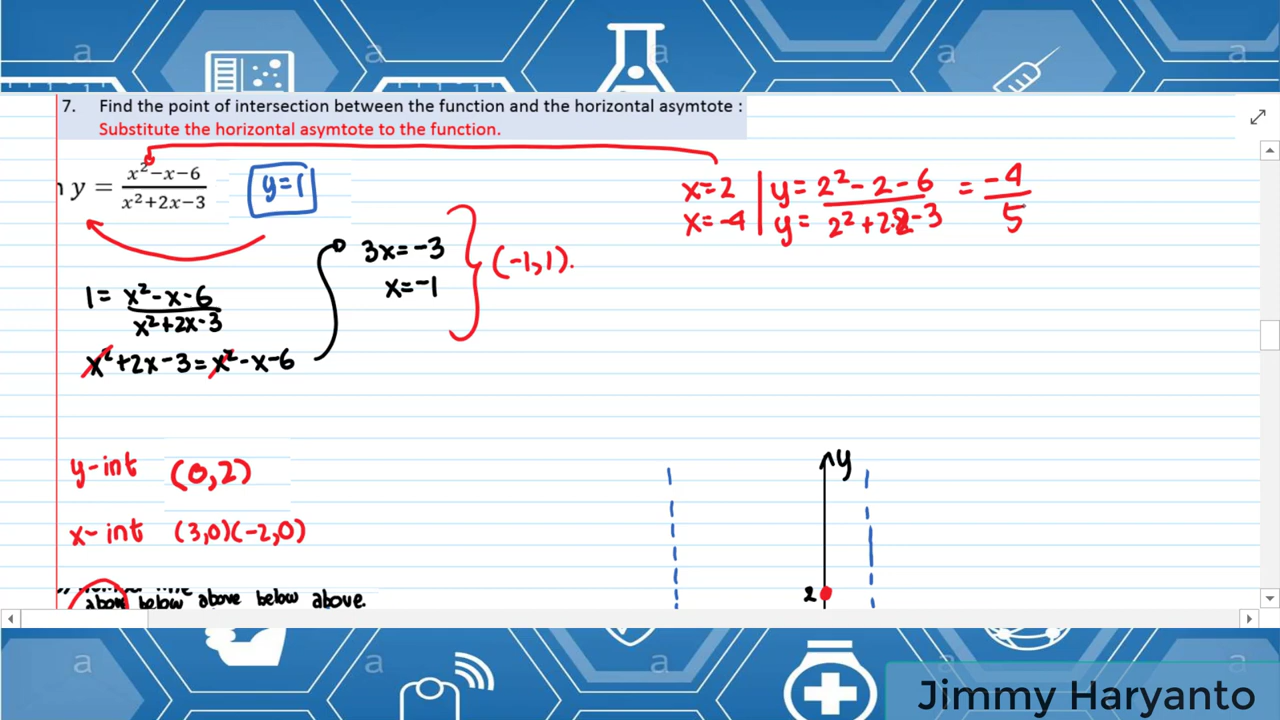 7. Find the point of intersection between the function and the horizontal asymtote :
Substitute the horizontal asymtote to the function.
y = x²−x−6 / x²+2x−3
y=1
x=2 | y= 2²−2−6 / 2²+2.2−3 = −4/5
x=−4 | y=
3x=−3
x=−1
(−1,1).
1= x²−x−6 / x²+2x−3
x²+2x−3=x²−x−6
y-int (0,2)
x-int (3,0)(−2,0)
y
2
above below above below above.
a a a
a a a
Jimmy Haryanto